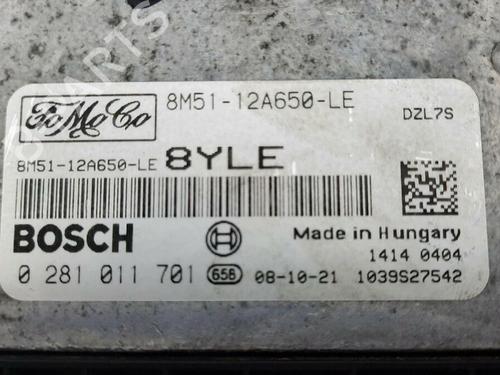 PARTS
FoMoCo
8M51-12A650-LE
DZL7S
8M51-12A650-LE 8YLE
BOSCH
Made in Hungary
1414 0404
0 281 011 701 656 08-10-21 1039S27542